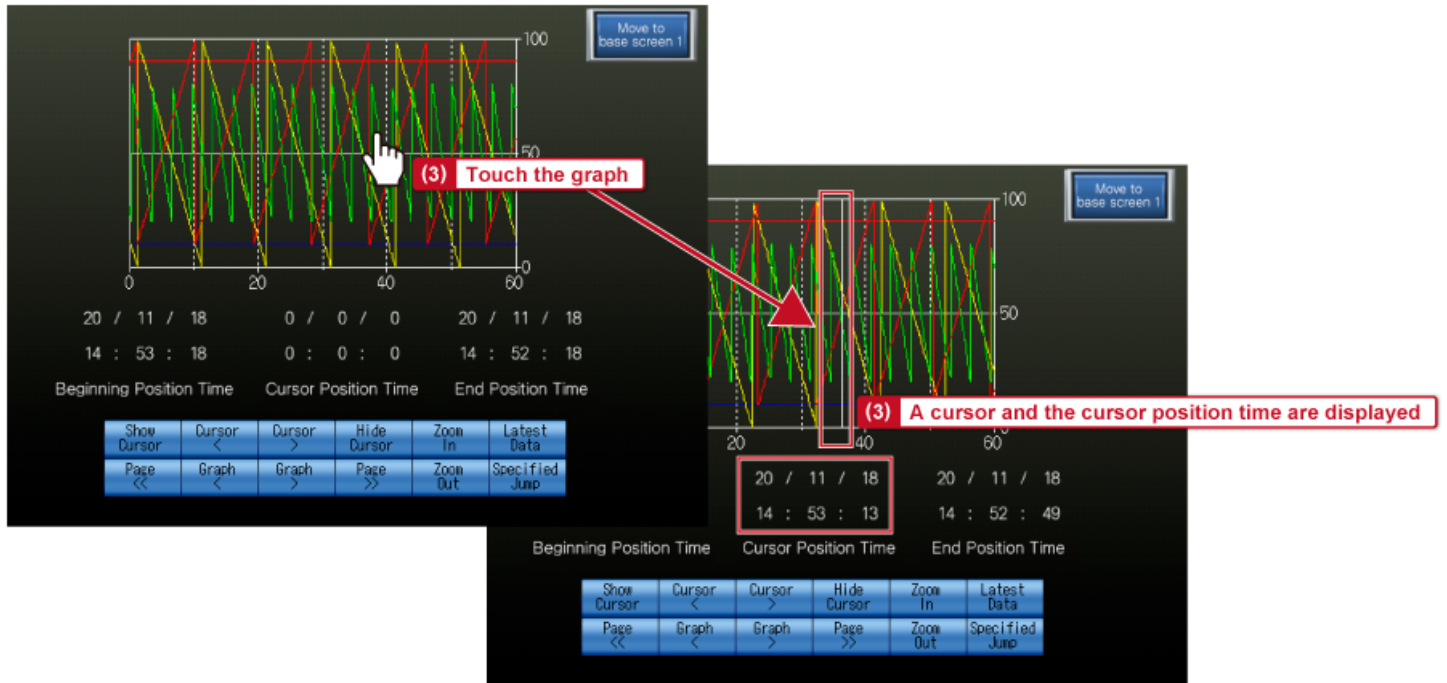 Move to
base screen 1
100
50
0
0 20 40 60
(3) Touch the graph
20 / 11 / 18 0 / 0 / 0 20 / 11 / 18
14 : 53 : 18 0 : 0 : 0 14 : 52 : 18
Beginning Position Time Cursor Position Time End Position Time
Show Cursor Cursor < Cursor > Hide Cursor Zoom In Latest Data
Page << Graph < Graph > Page >> Zoom Out Specified Jump
Move to
base screen 1
100
50
(3) A cursor and the cursor position time are displayed
20 40 60
20 / 11 / 18 20 / 11 / 18
14 : 53 : 13 14 : 52 : 49
Beginning Position Time Cursor Position Time End Position Time
Show Cursor Cursor < Cursor > Hide Cursor Zoom In Latest Data
Page << Graph < Graph > Page >> Zoom Out Specified Jump